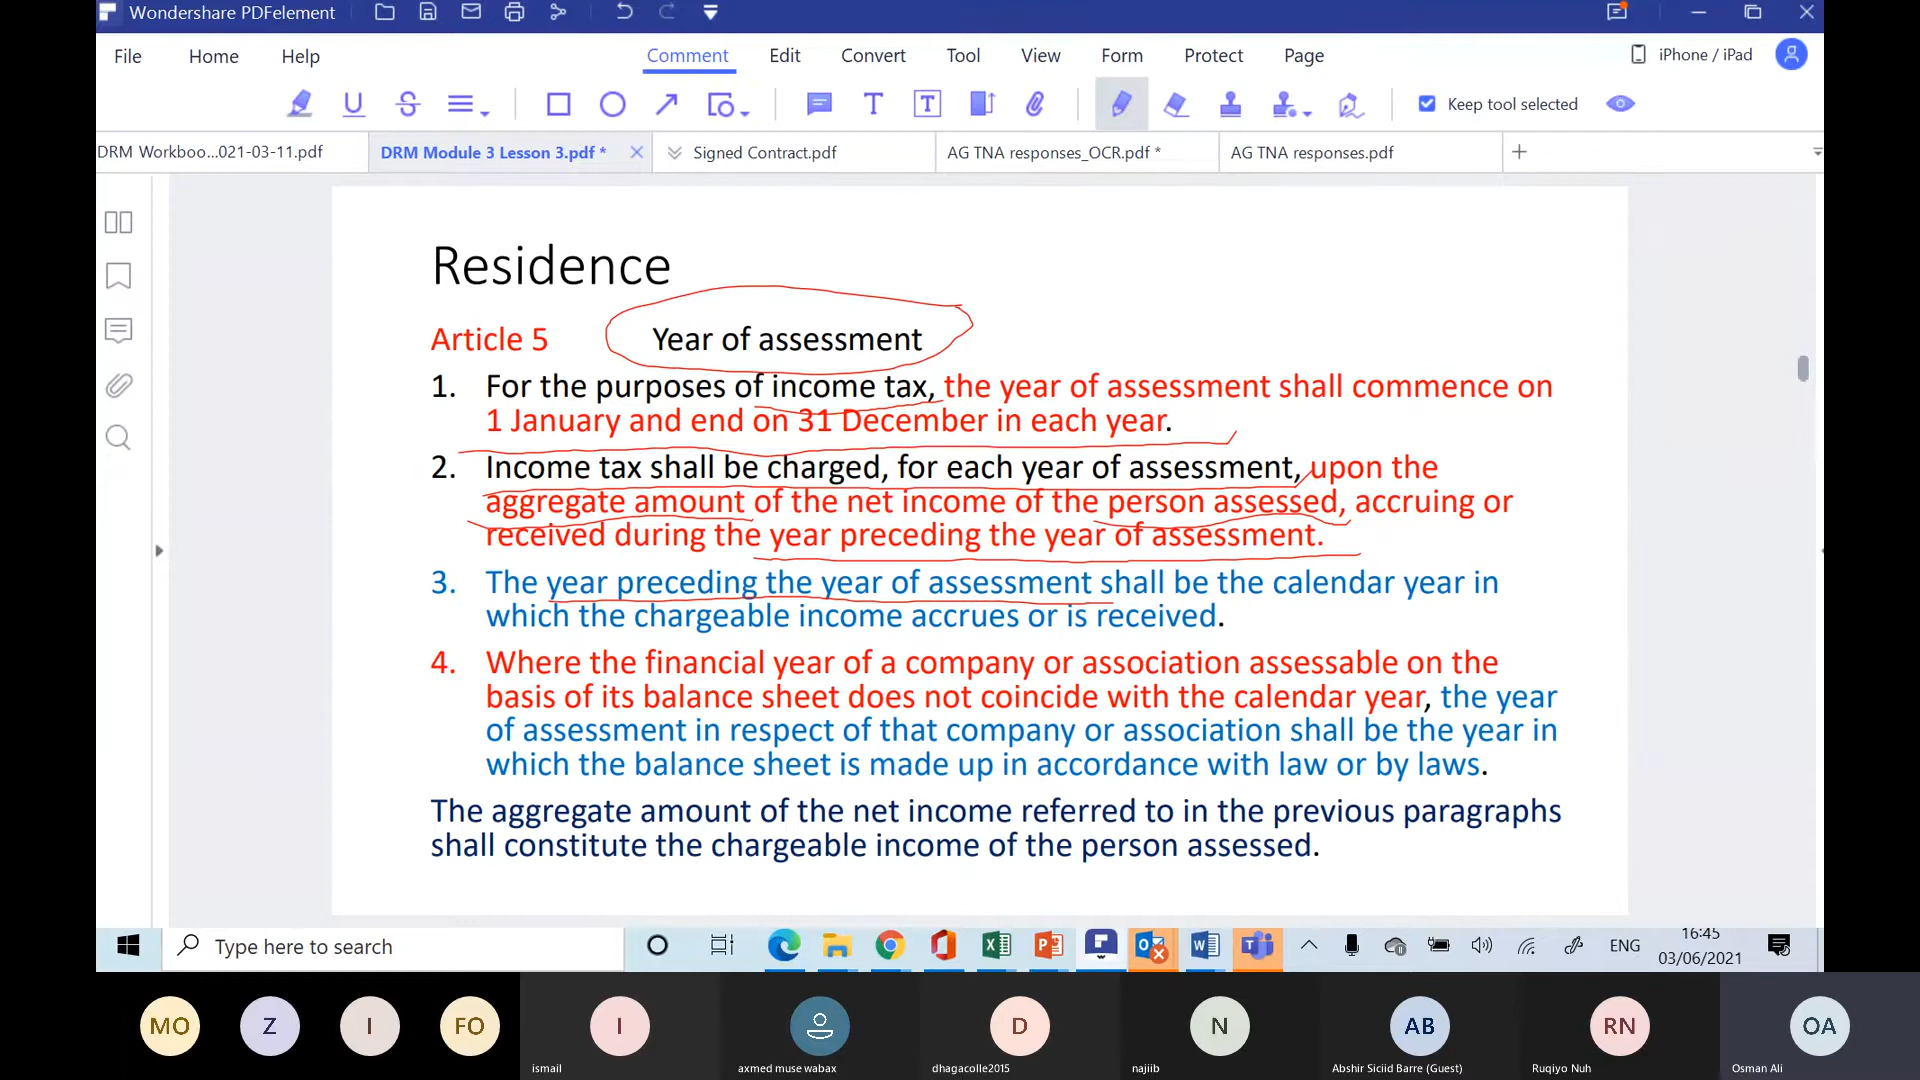 Wondershare PDFelement
File Home Help Comment Edit Convert Tool View Form Protect Page iPhone / iPad
Keep tool selected
DRM Workboo...021-03-11.pdf DRM Module 3 Lesson 3.pdf * Signed Contract.pdf AG TNA responses_OCR.pdf * AG TNA responses.pdf
Residence
Article 5 Year of assessment
1. For the purposes of income tax, the year of assessment shall commence on
1 January and end on 31 December in each year.
2. Income tax shall be charged, for each year of assessment, upon the
aggregate amount of the net income of the person assessed, accruing or
received during the year preceding the year of assessment.
3. The year preceding the year of assessment shall be the calendar year in
which the chargeable income accrues or is received.
4. Where the financial year of a company or association assessable on the
basis of its balance sheet does not coincide with the calendar year, the year
of assessment in respect of that company or association shall be the year in
which the balance sheet is made up in accordance with law or by laws.
The aggregate amount of the net income referred to in the previous paragraphs
shall constitute the chargeable income of the person assessed.
Type here to search
ENG
16:45
03/06/2021
MO Z I FO I D N AB RN OA
ismail axmed muse wabax dhagacolle2015 najiib Abshir Siciid Barre (Guest) Ruqiyo Nuh Osman Ali